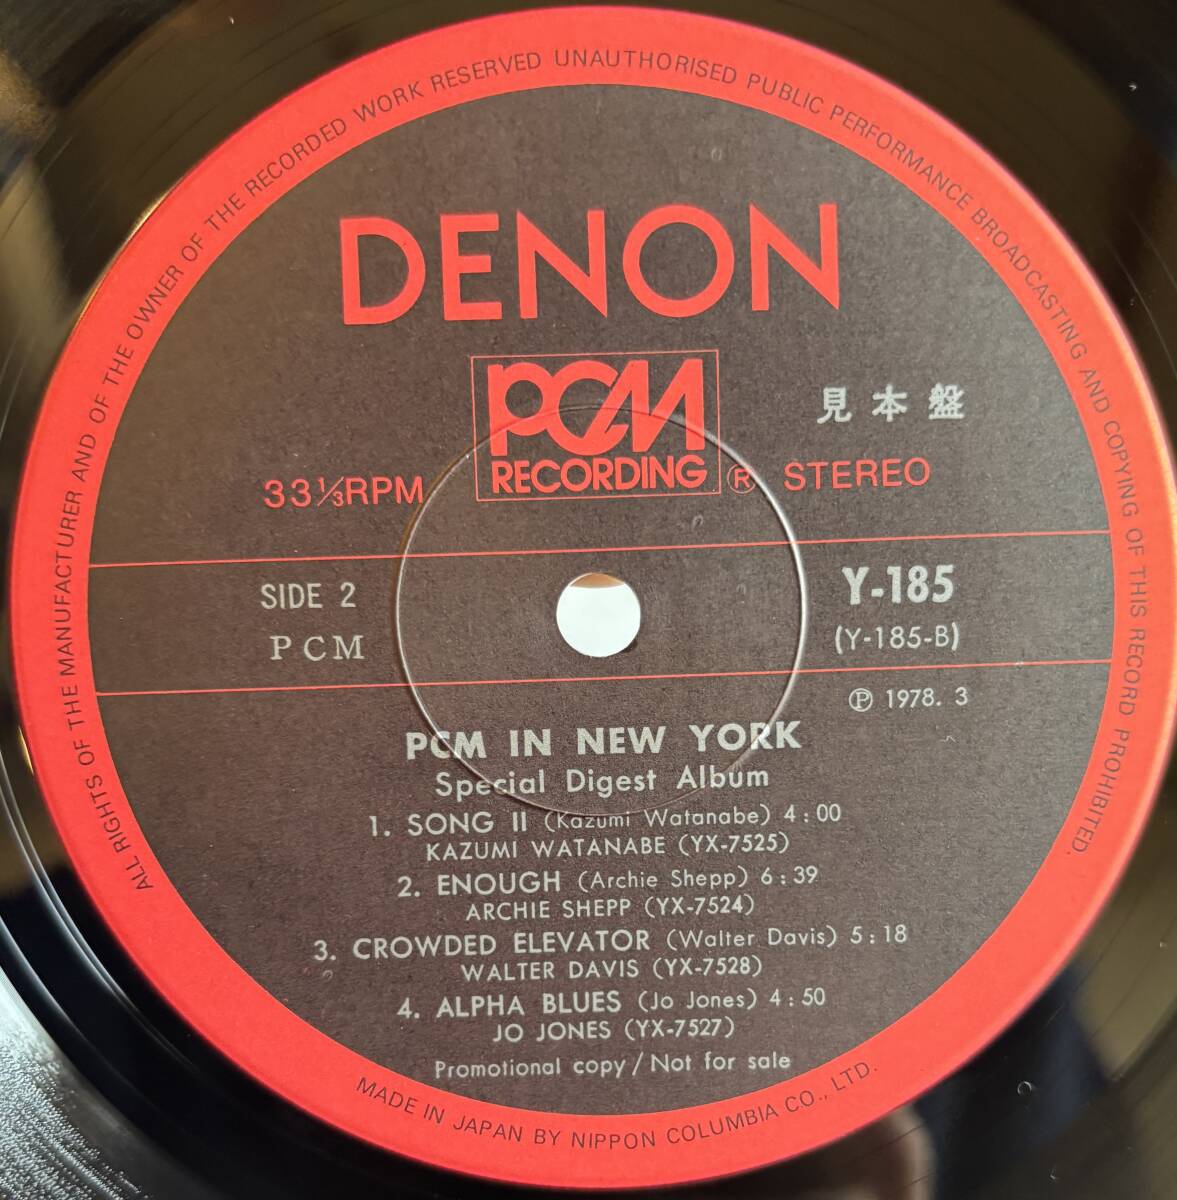 ALL RIGHTS OF THE MANUFACTURER AND OF THE OWNER OF THE RECORDED WORK RESERVED UNAUTHORISED PUBLIC PERFORMANCE BROADCASTING AND COPYING OF THIS RECORD PROHIBITED.
DENON
PCM
RECORDING
見本盤
33 1/3 RPM
Ⓡ STEREO
SIDE 2
PCM
Y-185
(Y-185-B)
Ⓟ 1978. 3
PCM IN NEW YORK
Special Digest Album
1. SONG II (Kazumi Watanabe) 4:00
KAZUMI WATANABE (YX-7525)
2. ENOUGH (Archie Shepp) 6:39
ARCHIE SHEPP (YX-7524)
3. CROWDED ELEVATOR (Walter Davis) 5:18
WALTER DAVIS (YX-7528)
4. ALPHA BLUES (Jo Jones) 4:50
JO JONES (YX-7527)
Promotional copy / Not for sale
MADE IN JAPAN BY NIPPON COLUMBIA CO., LTD.